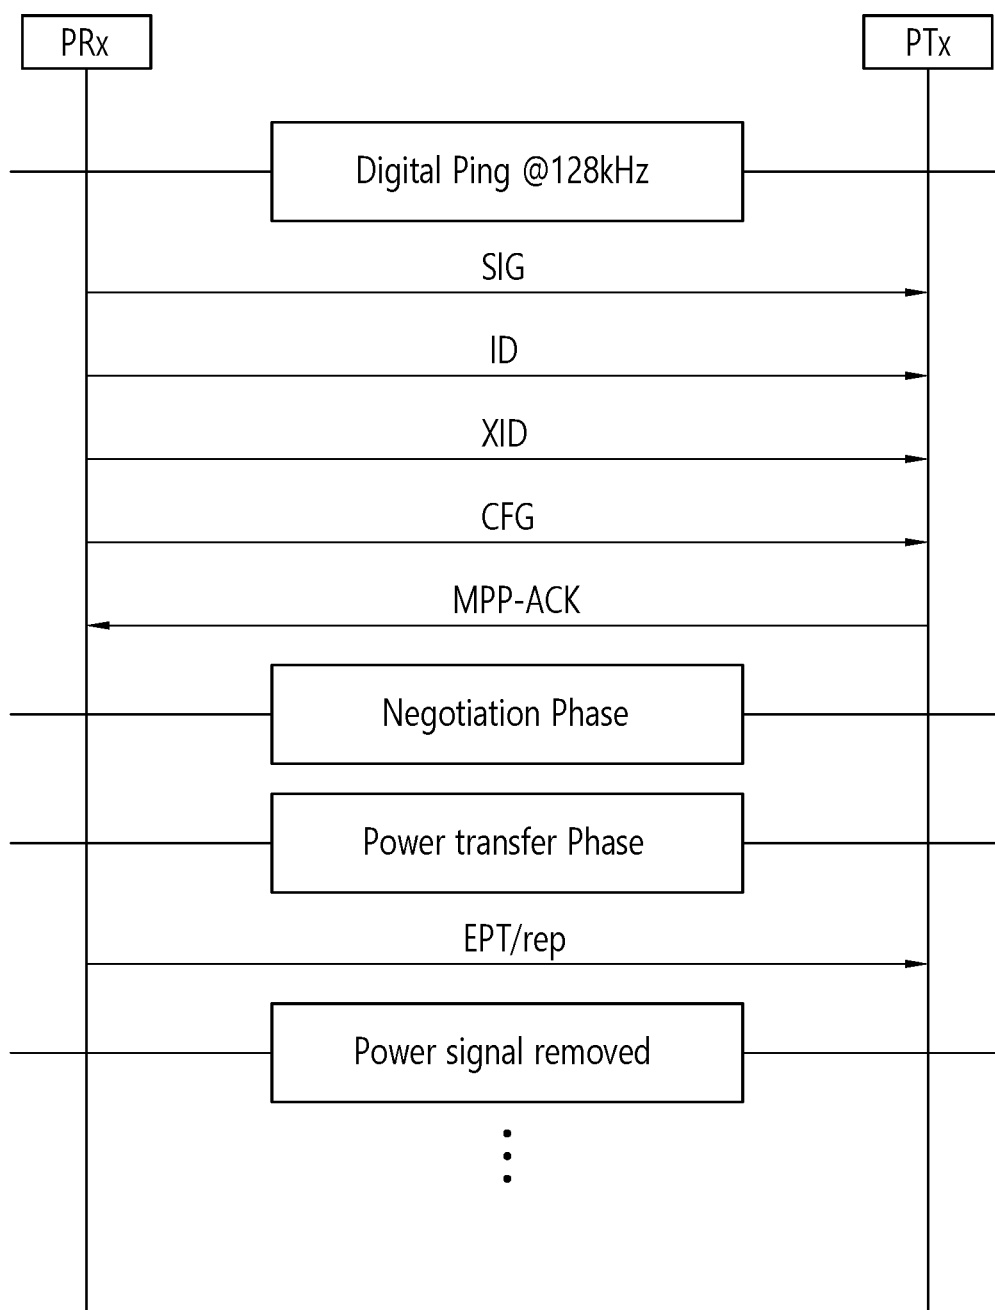 PRx
PTx
Digital Ping @128kHz
SIG
ID
XID
CFG
MPP-ACK
Negotiation Phase
Power transfer Phase
EPT/rep
Power signal removed